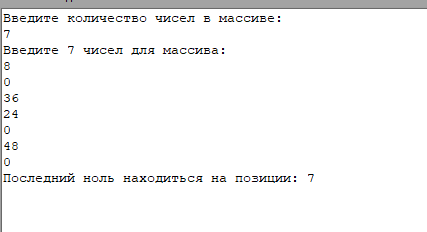 Введите количество чисел в массиве:
7
Введите 7 чисел для массива:
8
0
36
24
0
48
0
Последний ноль находиться на позиции: 7